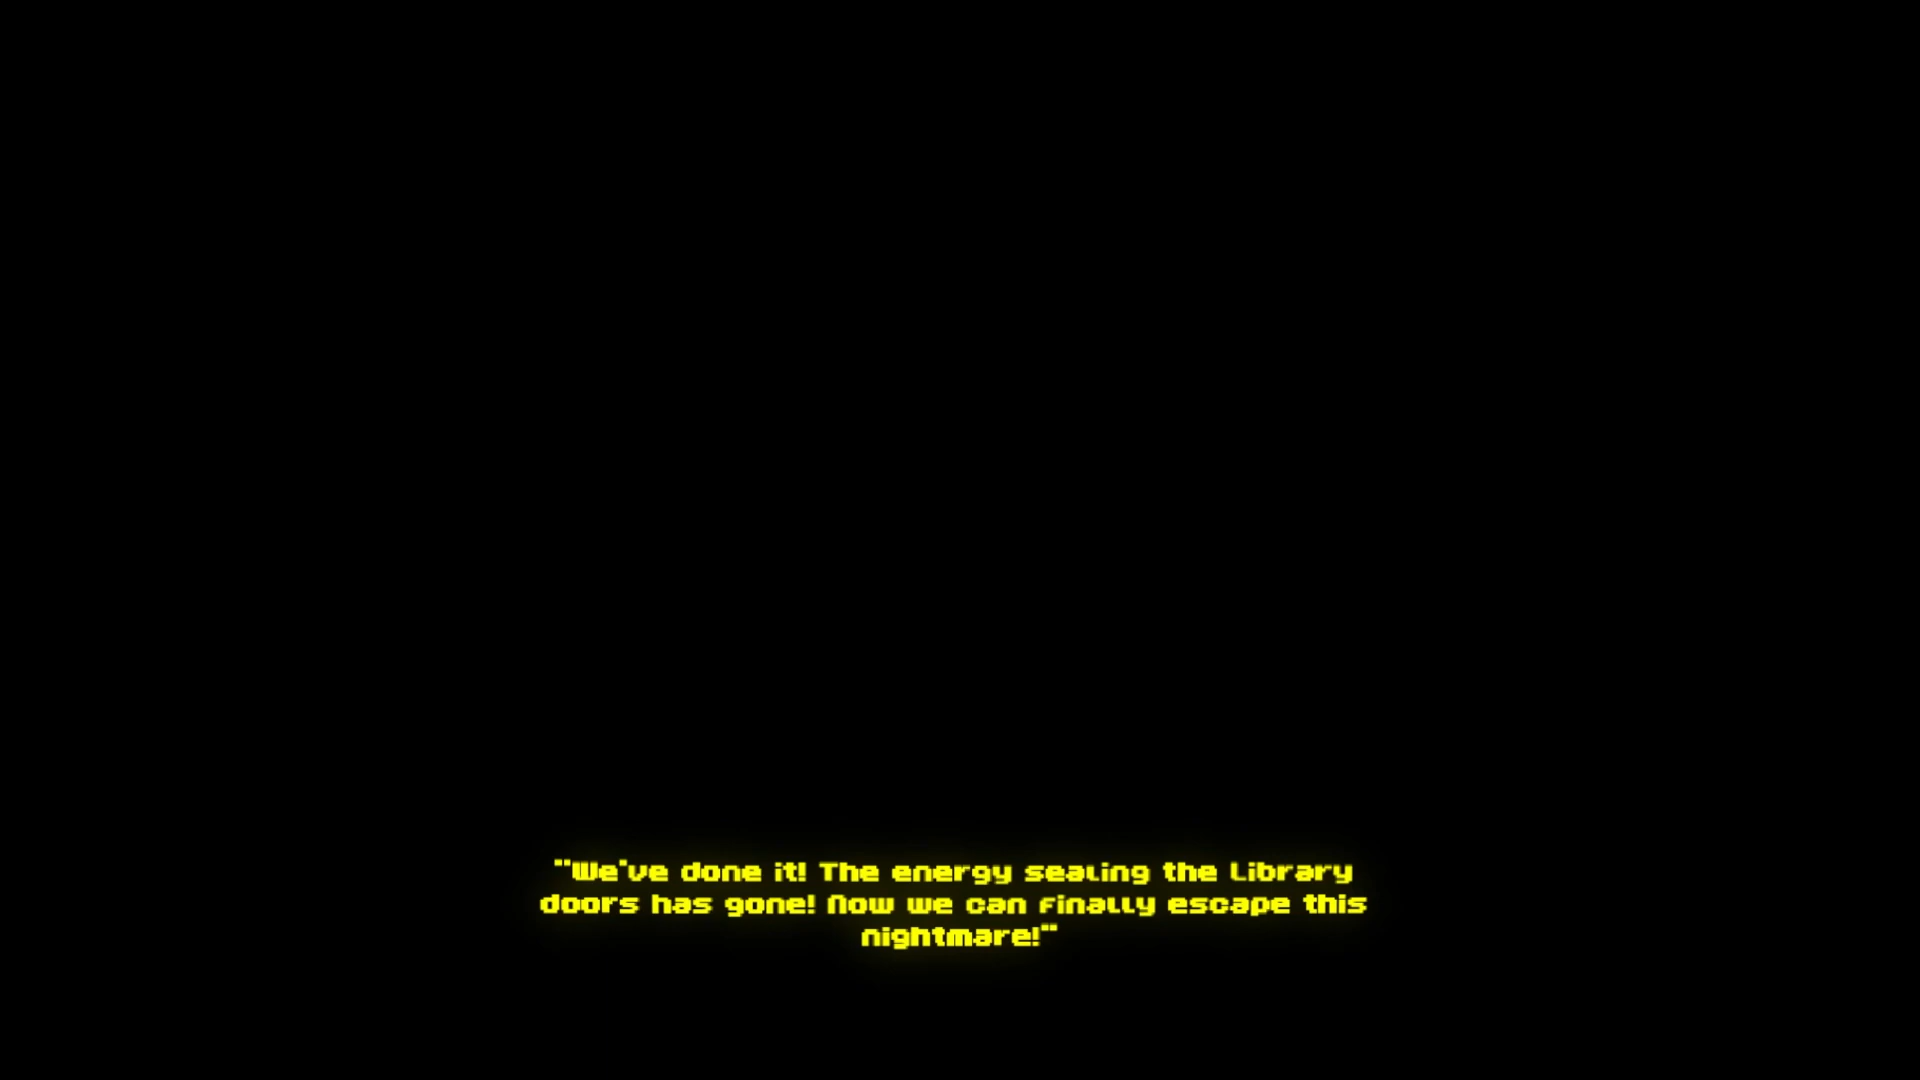 "We've done it! The energy sealing the Library
doors has gone! Now we can finally escape this
nightmare!"